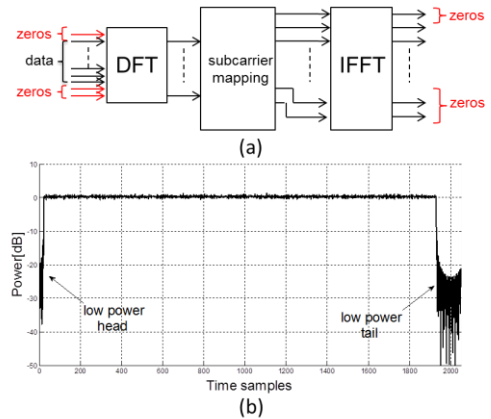 zeros
data
zeros
DFT
subcarrier
mapping
IFFT
zeros
zeros
(a)
Power[dB]
10
0
-10
-20
-30
-40
-50
low power
head
low power
tail
0 200 400 600 800 1000 1200 1400 1600 1800 2000
Time samples
(b)